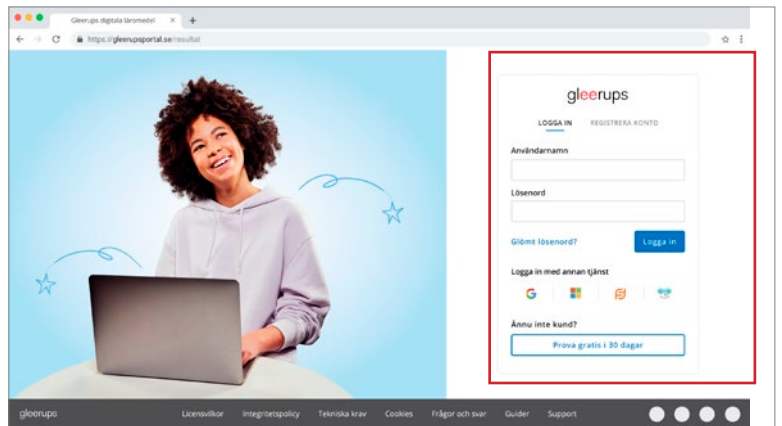 Gleerups digitala läromedel
https://gleerupsportal.se/resultat
gleerups
LOGGA IN REGISTRERA KONTO
Användarnamn
Lösenord
Glömt lösenord? Logga in
Logga in med annan tjänst
Ännu inte kund?
Prova gratis i 30 dagar
gleerups Licensvillkor Integritetspolicy Tekniska krav Cookies Frågor och svar Guider Support